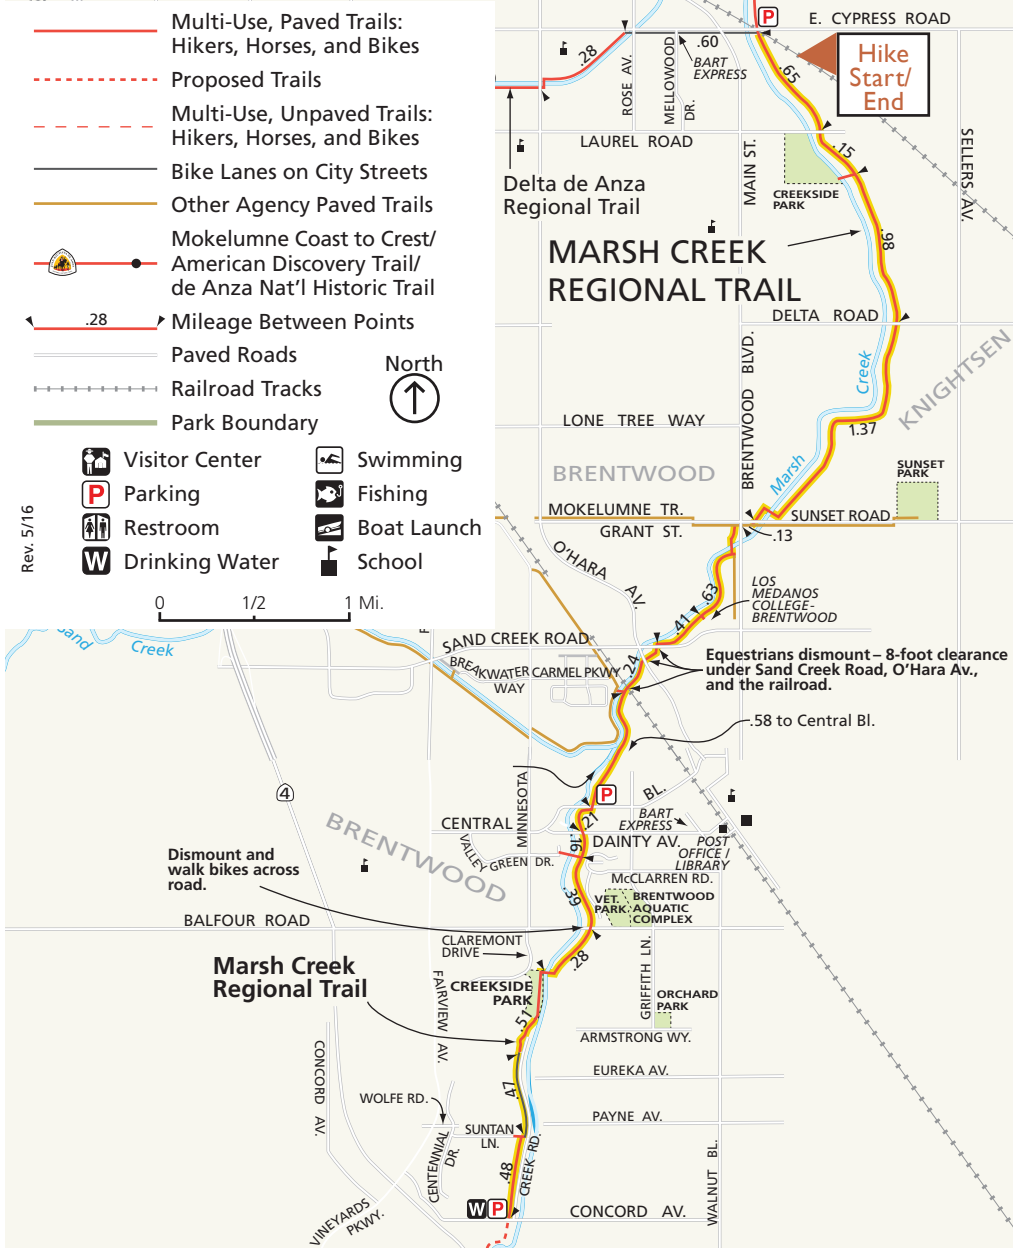 Multi-Use, Paved Trails:
Hikers, Horses, and Bikes
Proposed Trails
Multi-Use, Unpaved Trails:
Hikers, Horses, and Bikes
Bike Lanes on City Streets
Other Agency Paved Trails
Mokelumne Coast to Crest/
American Discovery Trail/
de Anza Nat'l Historic Trail
.28
Mileage Between Points
Paved Roads
Railroad Tracks
Park Boundary
North
Visitor Center
P Parking
Restroom
W Drinking Water
Swimming
Fishing
Boat Launch
School
Rev. 5/16
0 1/2 1 Mi.
P
E. CYPRESS ROAD
Hike
Start/
End
.28
.60
.65
ROSE AV.
MELLOWOOD
DR.
BART
EXPRESS
LAUREL ROAD
MAIN ST.
.15
SELLERS AV.
CREEKSIDE
PARK
Delta de Anza
Regional Trail
MARSH CREEK
REGIONAL TRAIL
.98
DELTA ROAD
KNIGHTSEN
Creek
BRENTWOOD BLVD.
LONE TREE WAY
1.37
BRENTWOOD
Marsh
SUNSET
PARK
MOKELUMNE TR.
SUNSET ROAD
GRANT ST.
.13
O'HARA AV.
.63
LOS
MEDANOS
COLLEGE-
BRENTWOOD
.41
Sand
Creek
SAND CREEK ROAD
.24
Equestrians dismount – 8-foot clearance
under Sand Creek Road, O'Hara Av.,
and the railroad.
BREAKWATER
WAY
CARMEL PKWY
.58 to Central Bl.
4
MINNESOTA
P
BL.
CENTRAL
.21
BART
EXPRESS
BRENTWOOD
DAINTY AV.
POST
OFFICE /
LIBRARY
VALLEY
GREEN DR.
.16
Dismount and
walk bikes across
road.
McCLARREN RD.
.39
VET.
PARK
BRENTWOOD
AQUATIC
COMPLEX
BALFOUR ROAD
CLAREMONT
DRIVE
.28
GRIFFITH LN.
Marsh Creek
Regional Trail
CREEKSIDE
PARK
FAIRVIEW AV.
ORCHARD
PARK
.51
ARMSTRONG WY.
CONCORD AV.
EUREKA AV.
.47
WOLFE RD.
PAYNE AV.
SUNTAN
LN.
CENTENNIAL
DR.
CREEK RD.
.48
WALNUT BL.
W P
CONCORD AV.
VINEYARDS
PKWY.